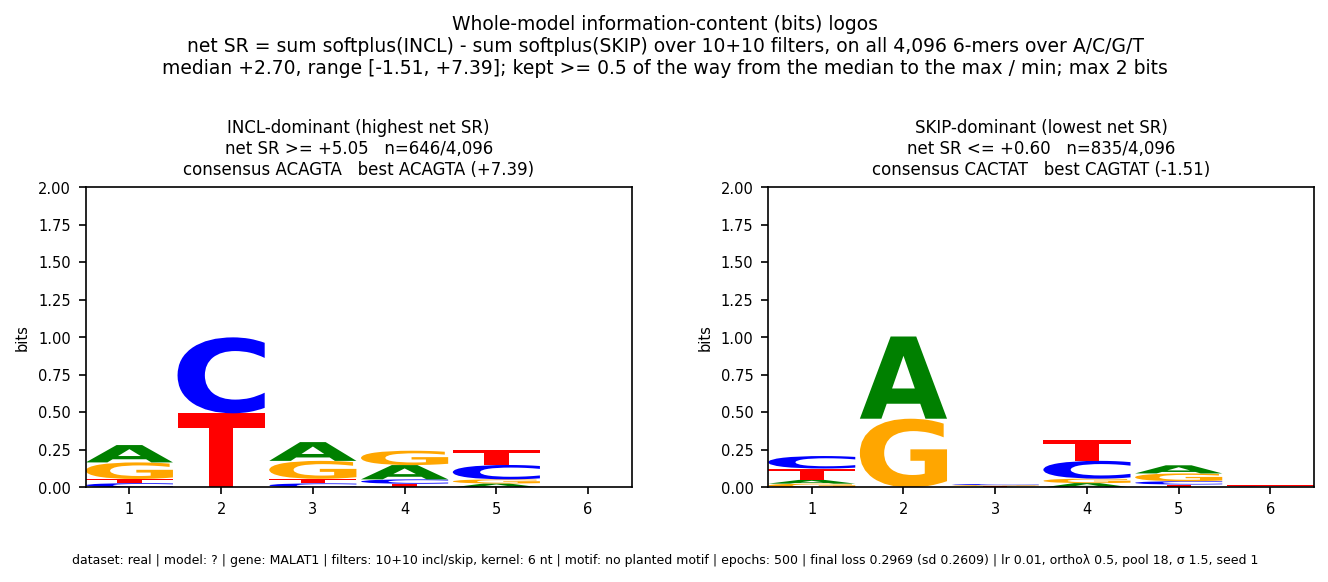 Whole-model information-content (bits) logos
net SR = sum softplus(INCL) - sum softplus(SKIP) over 10+10 filters, on all 4,096 6-mers over A/C/G/T
median +2.70, range [-1.51, +7.39]; kept >= 0.5 of the way from the median to the max / min; max 2 bits
INCL-dominant (highest net SR)
net SR >= +5.05 n=646/4,096
consensus ACAGTA best ACAGTA (+7.39)
2.00
1.75
1.50
1.25
1.00
0.75
0.50
0.25
0.00
bits
C
T
A
G
T
C
A
G
T
C
G
A
C
T
T
C
G
A
1 2 3 4 5 6
SKIP-dominant (lowest net SR)
net SR <= +0.60 n=835/4,096
consensus CACTAT best CAGTAT (-1.51)
2.00
1.75
1.50
1.25
1.00
0.75
0.50
0.25
0.00
bits
C
T
A
G
A
G
T
C
G
A
A
G
C
1 2 3 4 5 6
dataset: real | model: ? | gene: MALAT1 | filters: 10+10 incl/skip, kernel: 6 nt | motif: no planted motif | epochs: 500 | final loss 0.2969 (sd 0.2609) | lr 0.01, orthoλ 0.5, pool 18, σ 1.5, seed 1